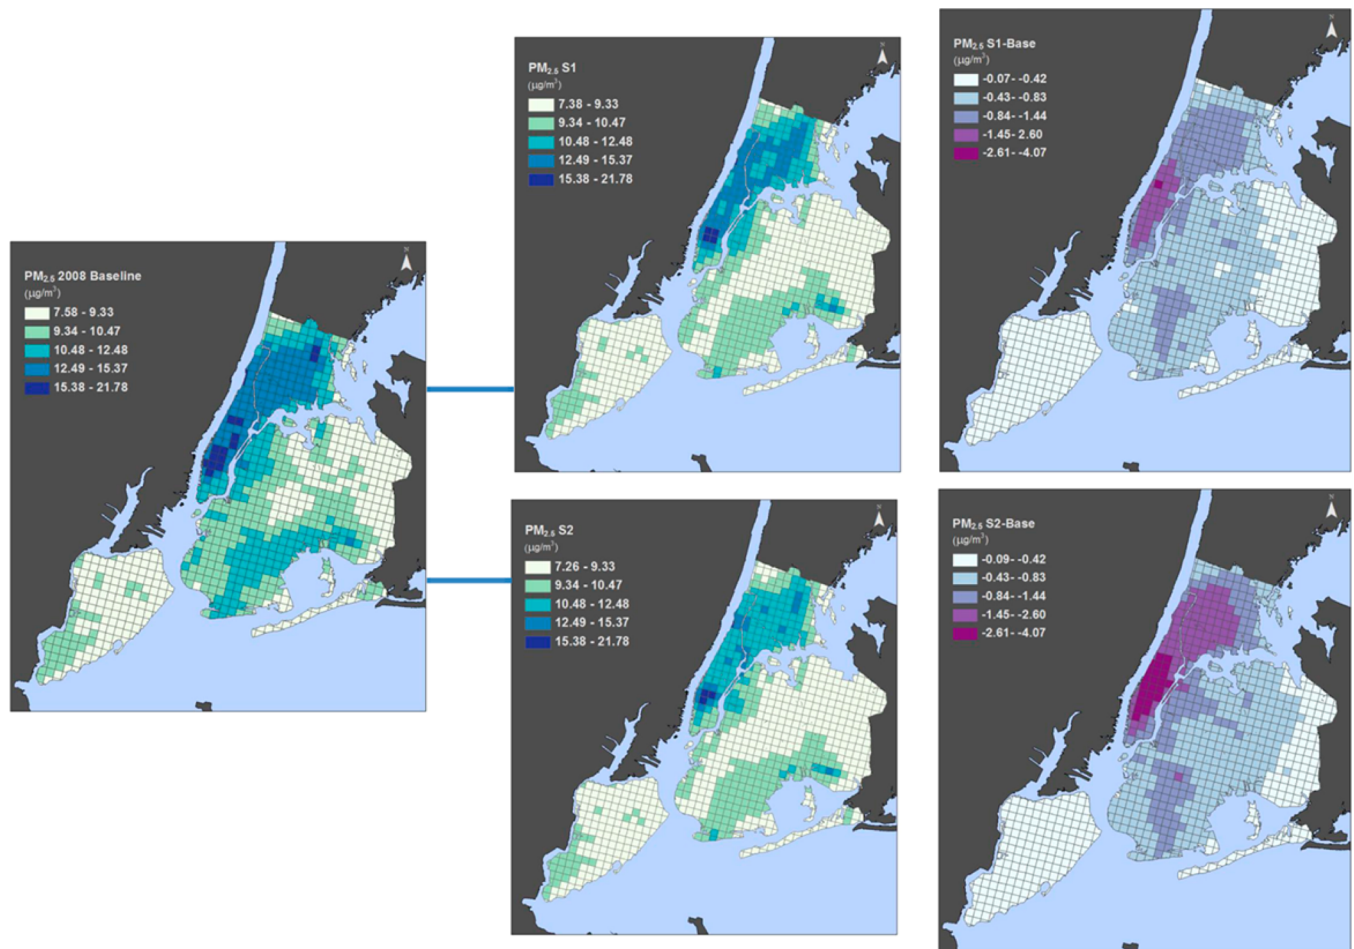 PM2.5 2008 Baseline
(µg/m³)
7.58 - 9.33
9.34 - 10.47
10.48 - 12.48
12.49 - 15.37
15.38 - 21.78
N
PM2.5 S1
(µg/m³)
7.38 - 9.33
9.34 - 10.47
10.48 - 12.48
12.49 - 15.37
15.38 - 21.78
N
PM2.5 S1-Base
(µg/m³)
-0.07- -0.42
-0.43- -0.83
-0.84- -1.44
-1.45- 2.60
-2.61- -4.07
N
PM2.5 S2
(µg/m³)
7.26 - 9.33
9.34 - 10.47
10.48 - 12.48
12.49 - 15.37
15.38 - 21.78
N
PM2.5 S2-Base
(µg/m³)
-0.09- -0.42
-0.43- -0.83
-0.84- -1.44
-1.45- -2.60
-2.61- -4.07
N